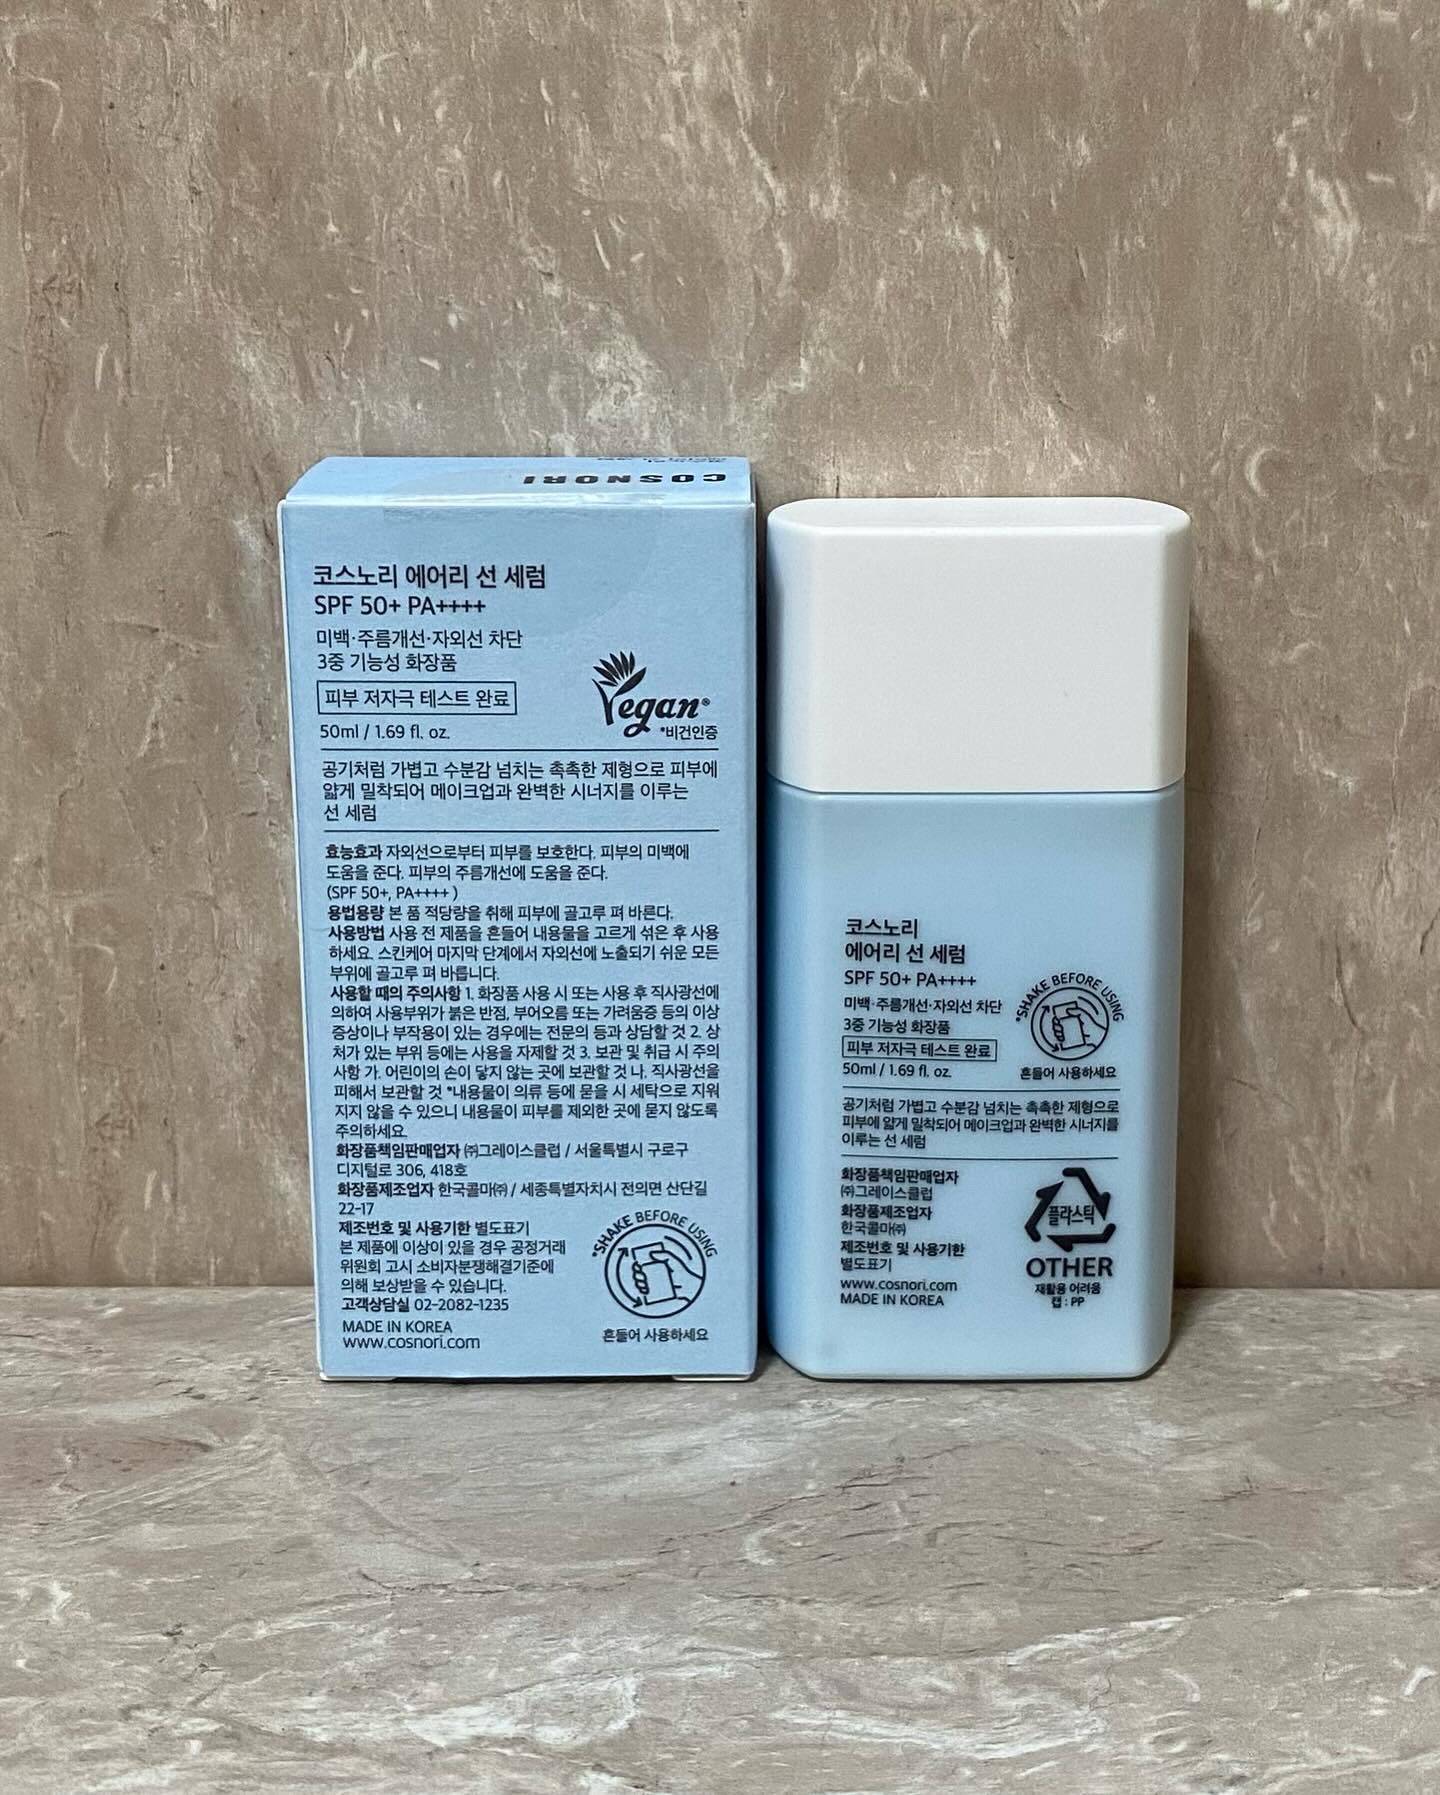 COSNORI
코스노리 에어리 선 세럼
SPF 50+ PA++++
미백·주름개선·자외선 차단
3중 기능성 화장품
피부 저자극 테스트 완료
50ml / 1.69 fl. oz.
Vegan®
*비건인증
공기처럼 가볍고 수분감 넘치는 촉촉한 제형으로 피부에
얇게 밀착되어 메이크업과 완벽한 시너지를 이루는
선 세럼
효능효과 자외선으로부터 피부를 보호한다. 피부의 미백에
도움을 준다. 피부의 주름개선에 도움을 준다.
(SPF 50+, PA++++ )
용법용량 본 품 적당량을 취해 피부에 골고루 펴 바른다.
사용방법 사용 전 제품을 흔들어 내용물을 고르게 섞은 후 사용
하세요. 스킨케어 마지막 단계에서 자외선에 노출되기 쉬운 모든
부위에 골고루 펴 바릅니다.
사용할 때의 주의사항 1. 화장품 사용 시 또는 사용 후 직사광선에
의하여 사용부위가 붉은 반점, 부어오름 또는 가려움증 등의 이상
증상이나 부작용이 있는 경우에는 전문의 등과 상담할 것 2. 상
처가 있는 부위 등에는 사용을 자제할 것 3. 보관 및 취급 시 주의
사항 가. 어린이의 손이 닿지 않는 곳에 보관할 것 나. 직사광선을
피해서 보관할 것 *내용물이 의류 등에 묻을 시 세탁으로 지워
지지 않을 수 있으니 내용물이 피부를 제외한 곳에 묻지 않도록
주의하세요.
화장품책임판매업자 ㈜그레이스클럽 / 서울특별시 구로구
디지털로 306, 418호
화장품제조업자 한국콜마㈜ / 세종특별자치시 전의면 산단길
22-17
제조번호 및 사용기한 별도표기
본 제품에 이상이 있을 경우 공정거래
위원회 고시 소비자분쟁해결기준에
의해 보상받을 수 있습니다.
고객상담실 02-2082-1235
MADE IN KOREA
www.cosnori.com
*SHAKE BEFORE USING
흔들어 사용하세요
코스노리
에어리 선 세럼
SPF 50+ PA++++
미백·주름개선·자외선 차단
3중 기능성 화장품
피부 저자극 테스트 완료
50ml / 1.69 fl. oz.
*SHAKE BEFORE USING
흔들어 사용하세요
공기처럼 가볍고 수분감 넘치는 촉촉한 제형으로
피부에 얇게 밀착되어 메이크업과 완벽한 시너지를
이루는 선 세럼
화장품책임판매업자
㈜그레이스클럽
화장품제조업자
한국콜마㈜
제조번호 및 사용기한
별도표기
www.cosnori.com
MADE IN KOREA
플라스틱
OTHER
재활용 어려움
캡 : PP